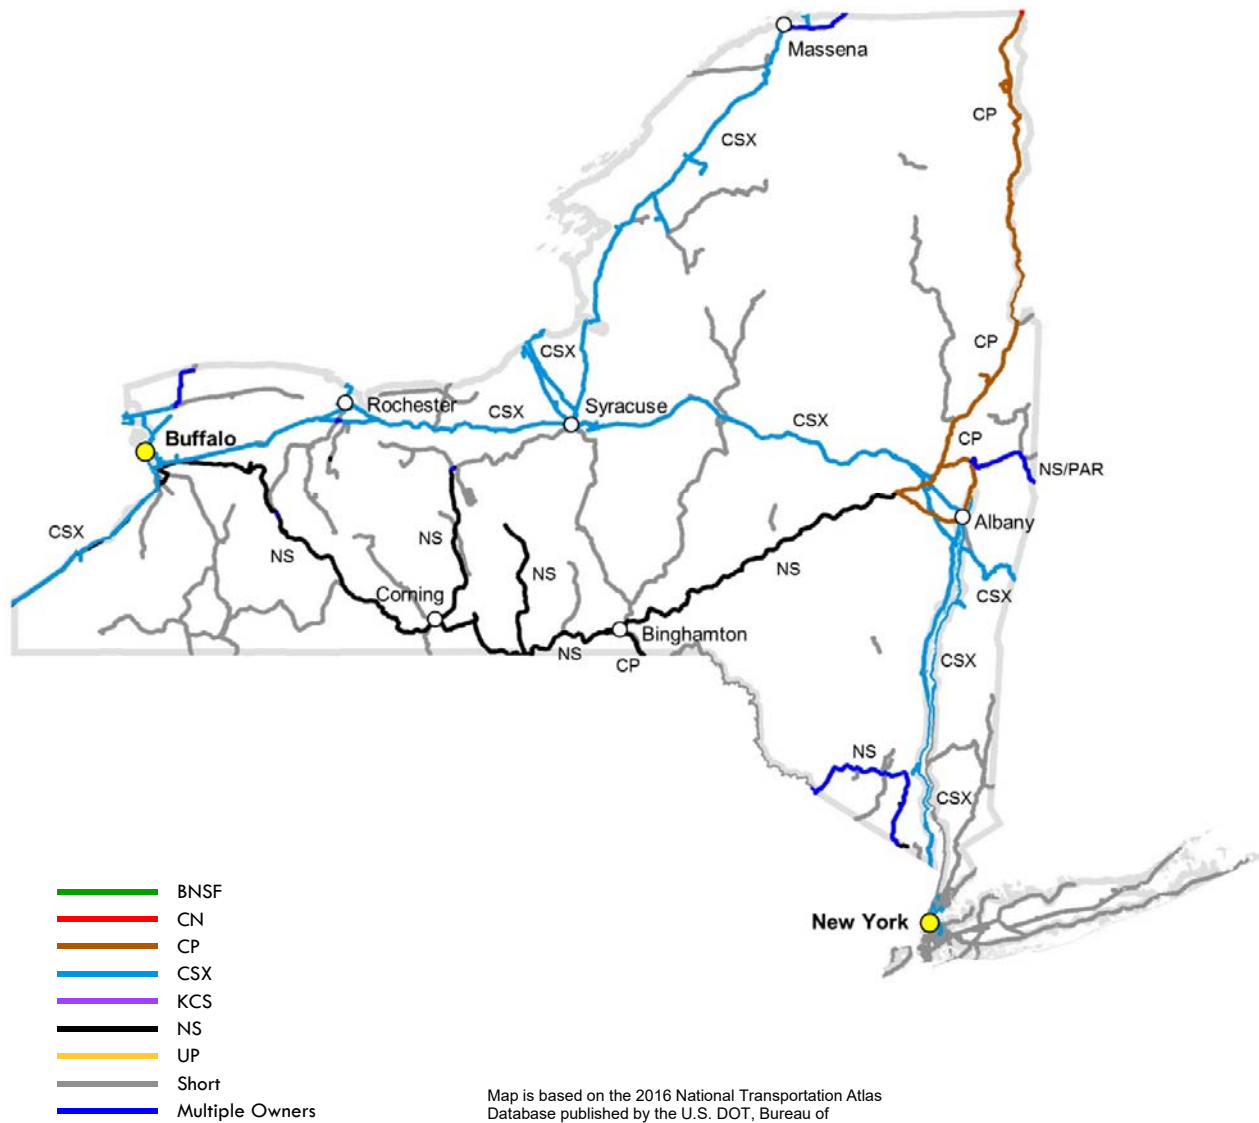 Massena
CP
CSX
CP
CSX
Rochester
CSX
Syracuse
CSX
Buffalo
CP
NS/PAR
Albany
CSX
NS
NS
NS
NS
CSX
Corning
Binghamton
NS
CP
CSX
NS
CSX
New York
BNSF
CN
CP
CSX
KCS
NS
UP
Short
Multiple Owners
Map is based on the 2016 National Transportation Atlas
Database published by the U.S. DOT, Bureau of